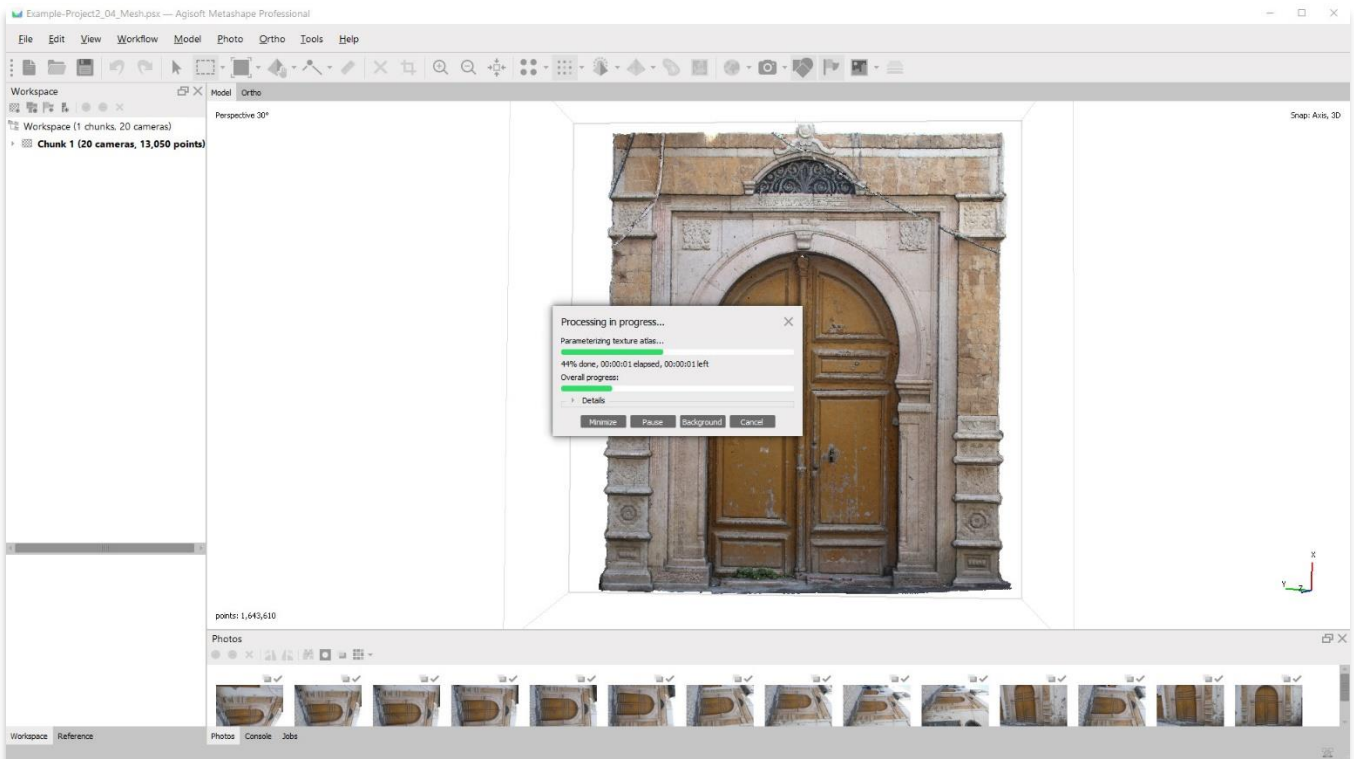 Example-Project2_04_Mesh.psx — Agisoft Metashape Professional
File Edit View Workflow Model Photo Ortho Tools Help
Workspace
Model Ortho
Workspace (1 chunks, 20 cameras)
Chunk 1 (20 cameras, 13,050 points)
Perspective 30°
Snap: Axis, 3D
Processing in progress...
Parameterizing texture atlas...
44% done, 00:00:01 elapsed, 00:00:01 left
Overall progress:
Details
Minimize Pause Background Cancel
X
Y Z
points: 1,643,610
Photos
Workspace Reference
Photos Console Jobs